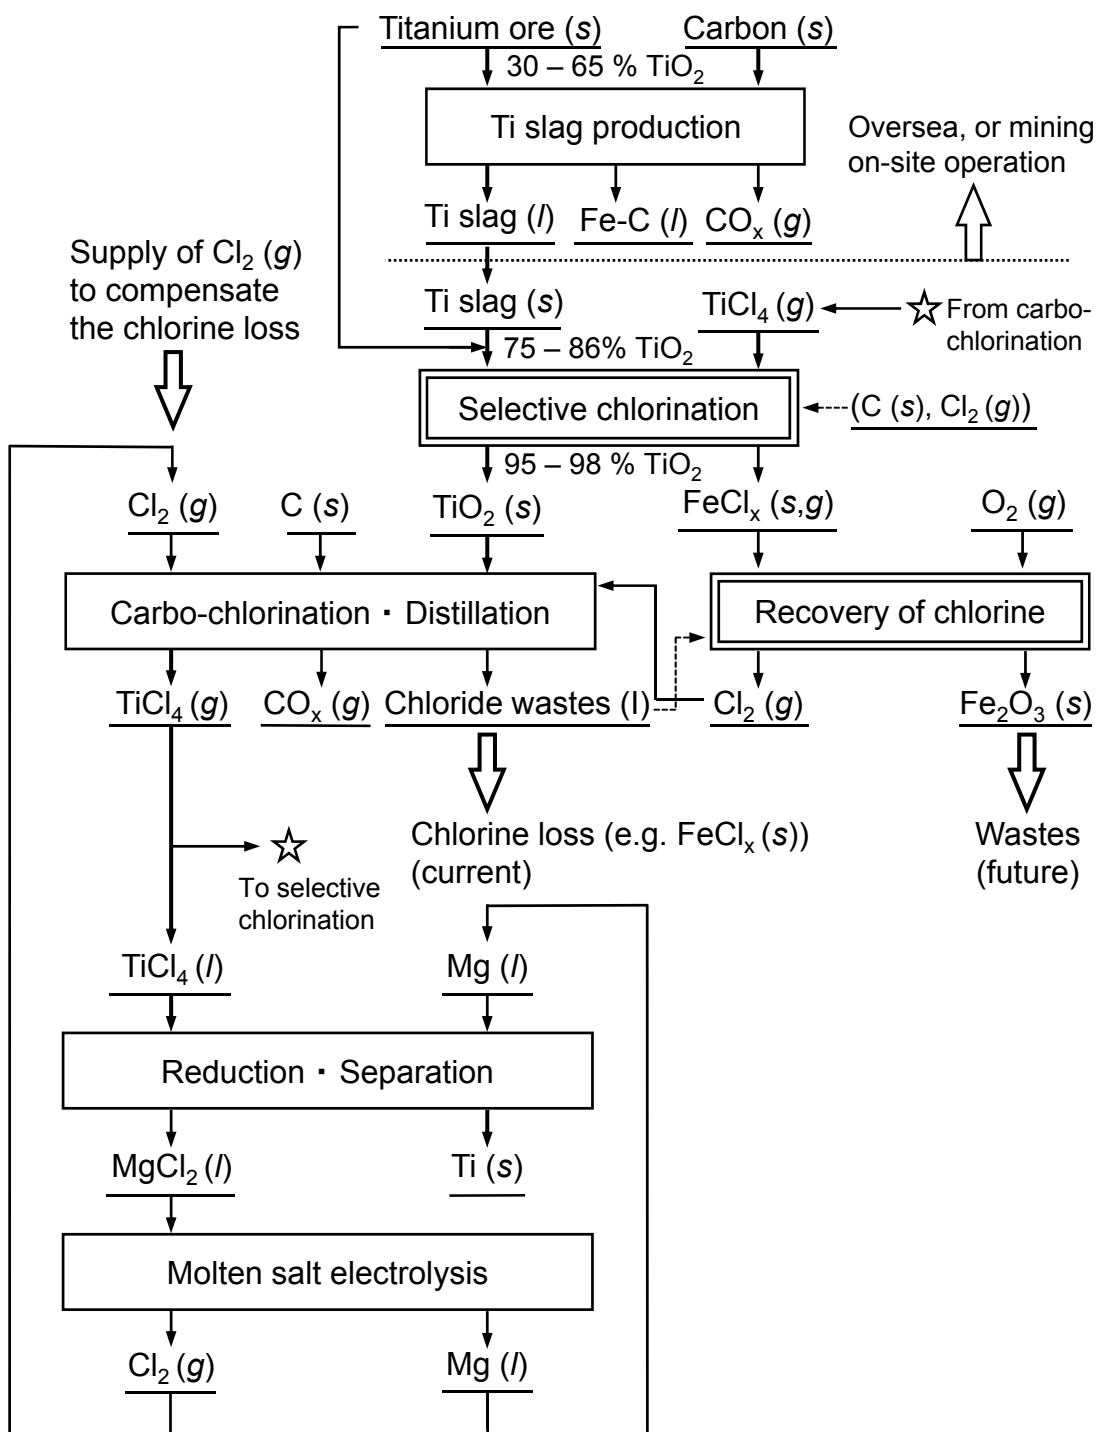 Titanium ore (s)
Carbon (s)
30 – 65 % TiO2
Ti slag production
Oversea, or mining
on-site operation
Ti slag (l)
Fe-C (l)
COx (g)
Supply of Cl2 (g)
to compensate
the chlorine loss
Ti slag (s)
TiCl4 (g)
☆ From carbo-
chlorination
75 – 86% TiO2
Selective chlorination
(C (s), Cl2 (g))
95 – 98 % TiO2
Cl2 (g)
C (s)
TiO2 (s)
FeClx (s,g)
O2 (g)
Carbo-chlorination・Distillation
Recovery of chlorine
TiCl4 (g)
COx (g)
Chloride wastes (I)
Cl2 (g)
Fe2O3 (s)
Chlorine loss (e.g. FeClx (s))
(current)
Wastes
(future)
☆
To selective
chlorination
TiCl4 (l)
Mg (l)
Reduction・Separation
MgCl2 (l)
Ti (s)
Molten salt electrolysis
Cl2 (g)
Mg (l)